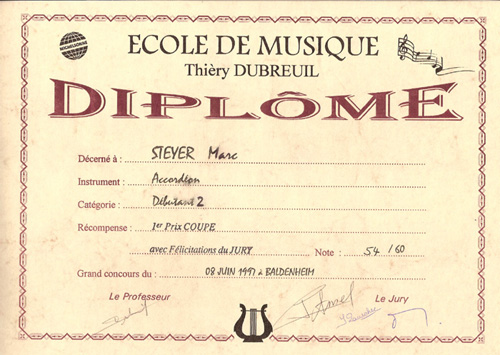 ECOLE DE MUSIQUE
Thièry DUBREUIL
DIPLÔME
Décerné à : STEYER Marc
Instrument : Accordéon
Catégorie : Débutant 2
Récompense : 1er Prix COUPE
avec Félicitations du JURY Note : 54 / 60
Grand concours du : 08 JUIN 1997 à BALDENHEIM
Le Professeur Le Jury